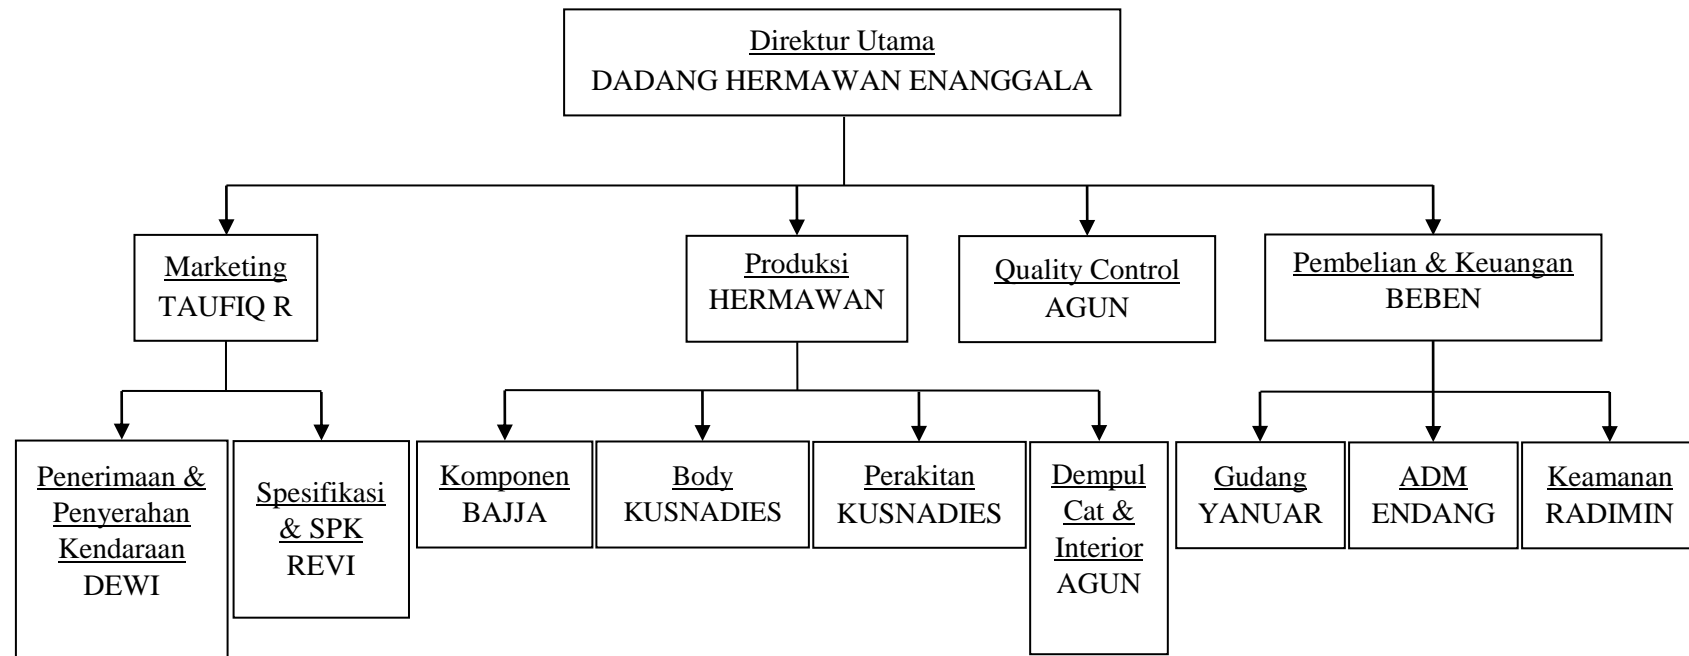 Direktur Utama
DADANG HERMAWAN ENANGGALA
Marketing
TAUFIQ R
Produksi
HERMAWAN
Quality Control
AGUN
Pembelian & Keuangan
BEBEN
Penerimaan &
Penyerahan
Kendaraan
DEWI
Spesifikasi
& SPK
REVI
Komponen
BAJJA
Body
KUSNADIES
Perakitan
KUSNADIES
Dempul
Cat &
Interior
AGUN
Gudang
YANUAR
ADM
ENDANG
Keamanan
RADIMIN